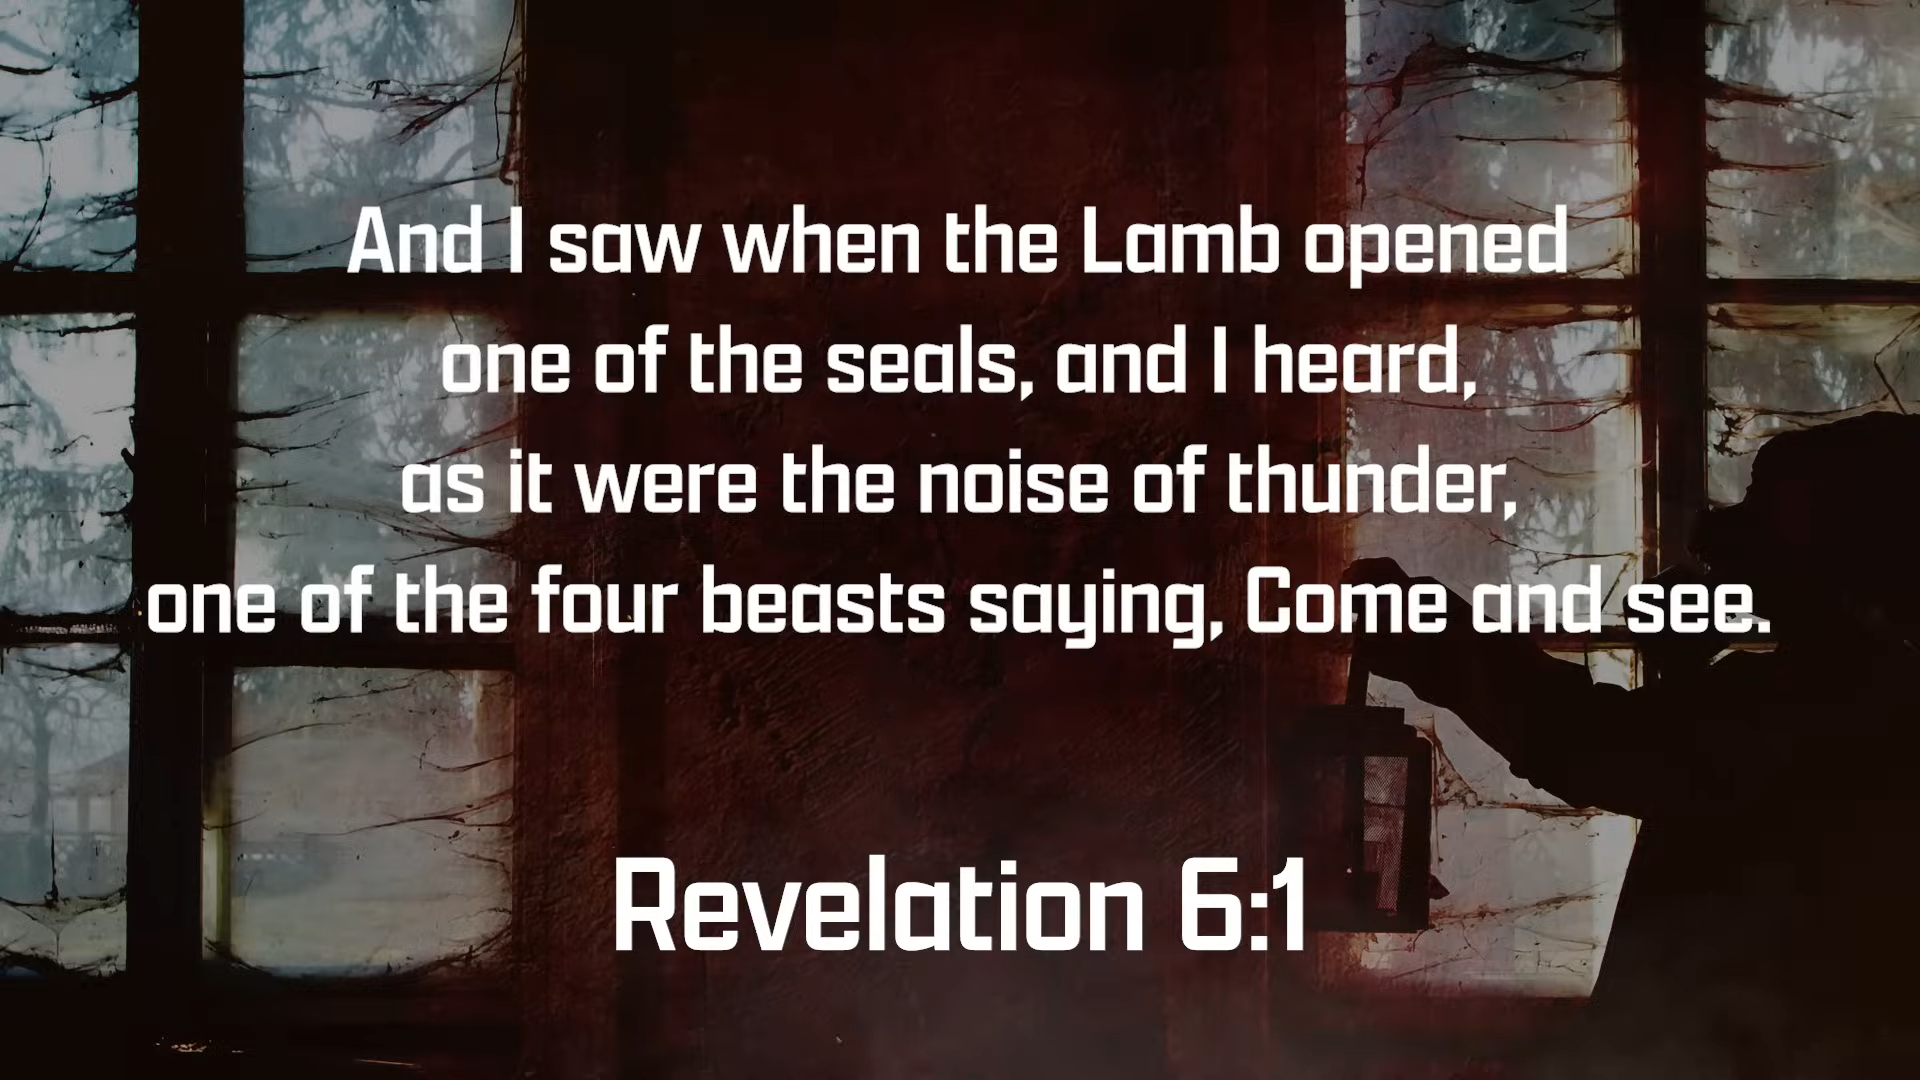 And I saw when the Lamb opened
one of the seals, and I heard,
as it were the noise of thunder,
one of the four beasts saying, Come and see.
Revelation 6:1